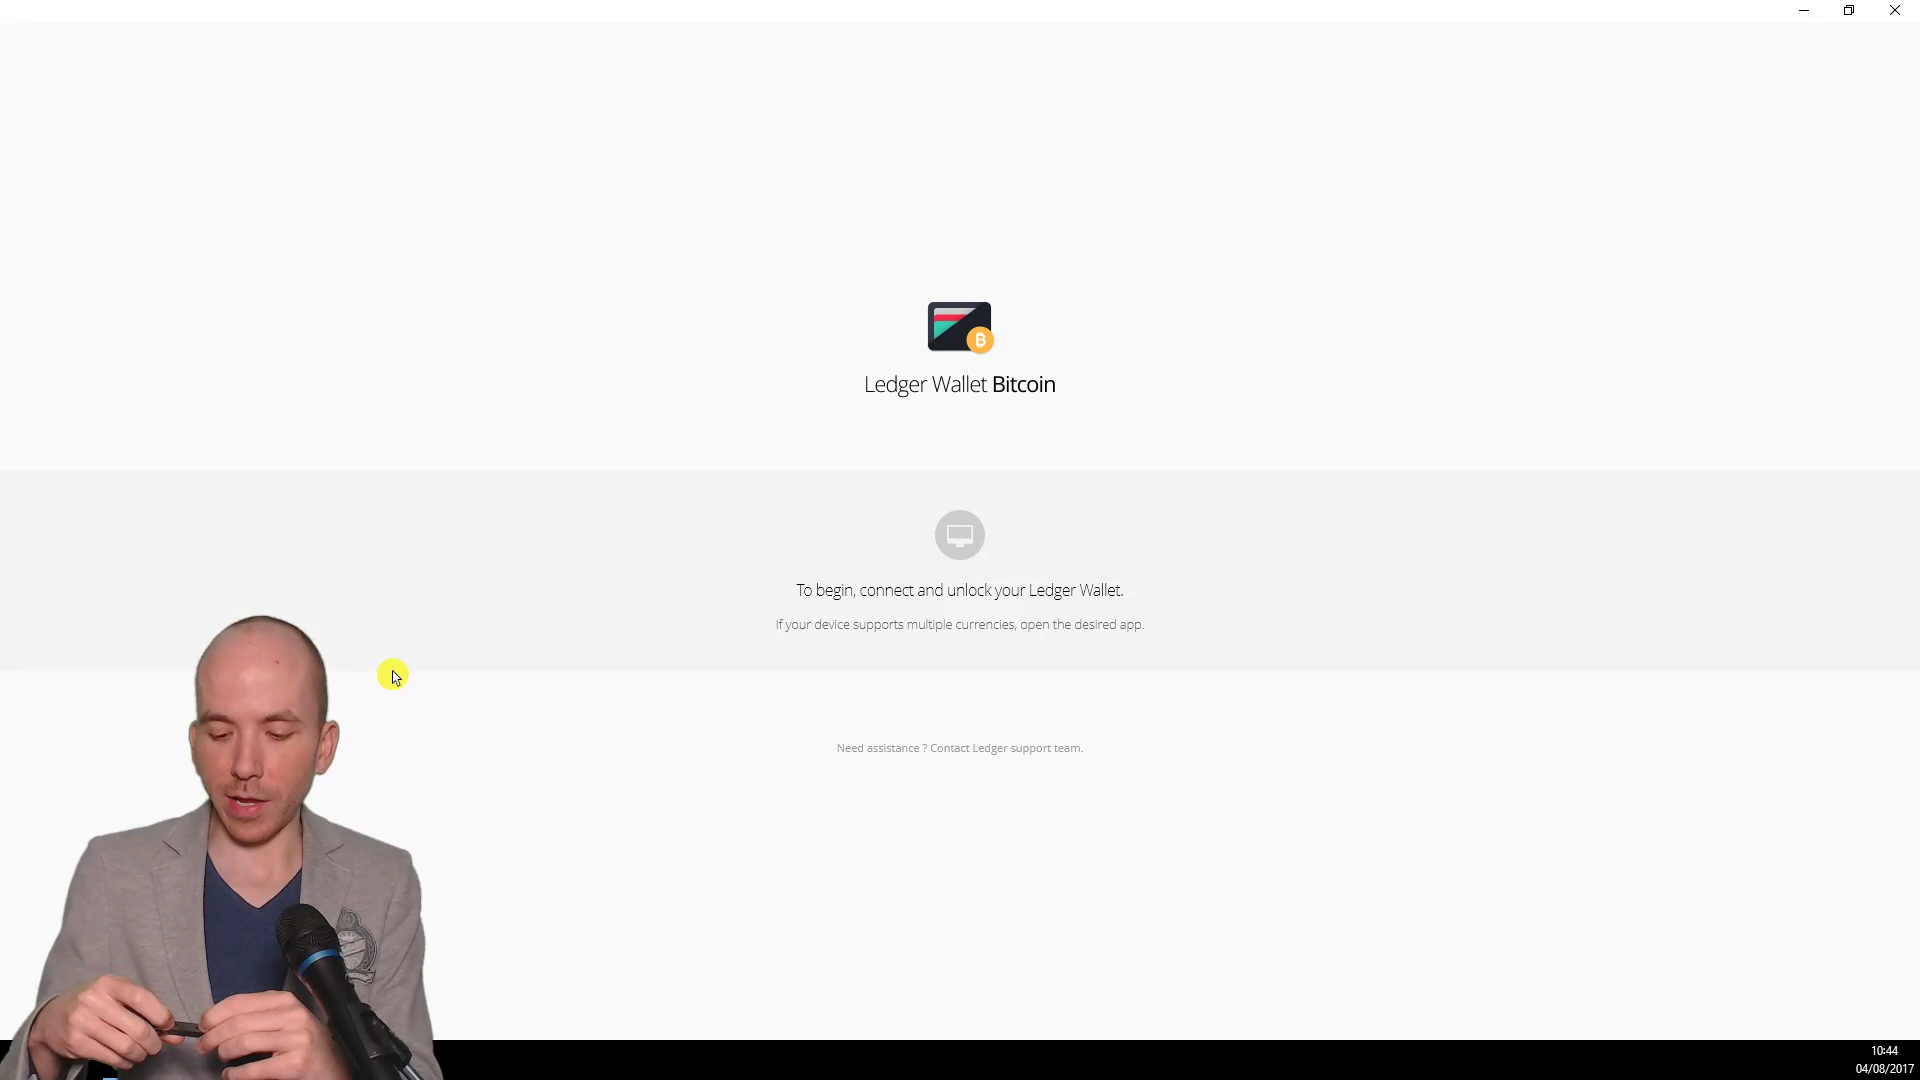 Ledger Wallet Bitcoin
To begin, connect and unlock your Ledger Wallet.
If your device supports multiple currencies, open the desired app.
Need assistance ? Contact Ledger support team.
10:44
04/08/2017